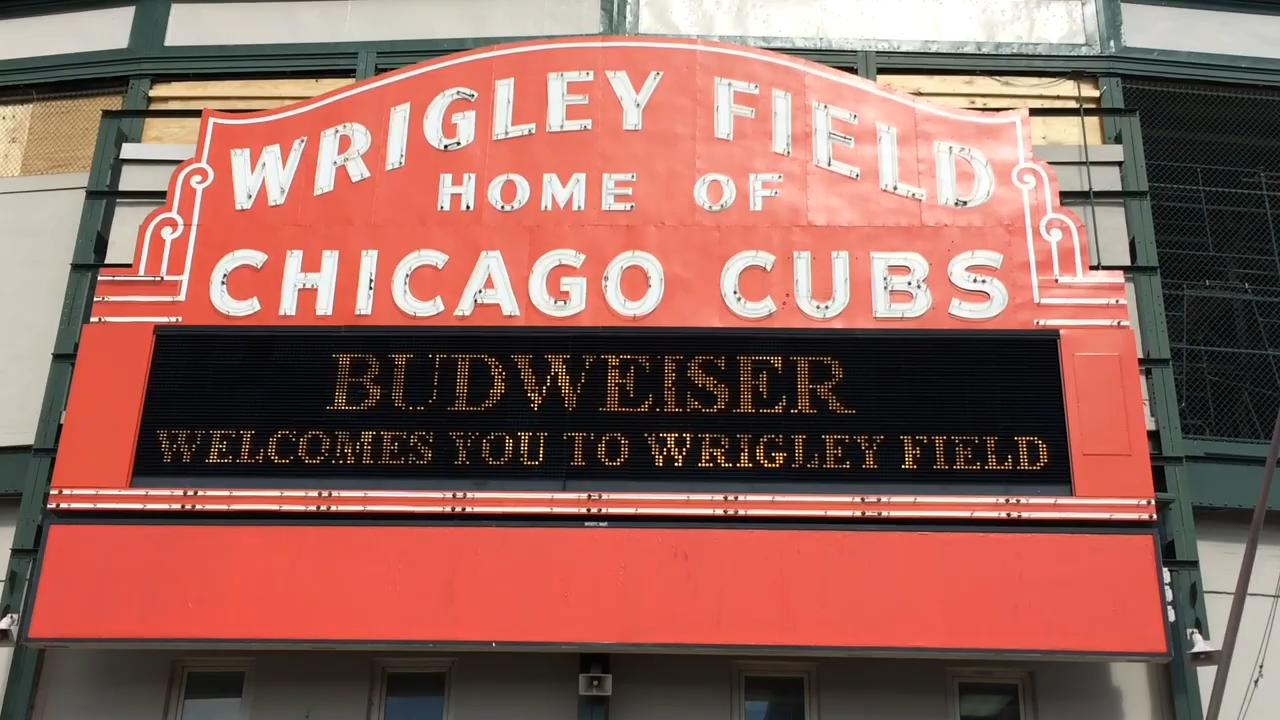 WRIGLEY FIELD
HOME OF
CHICAGO CUBS
BUDWEISER
WELCOMES YOU TO WRIGLEY FIELD